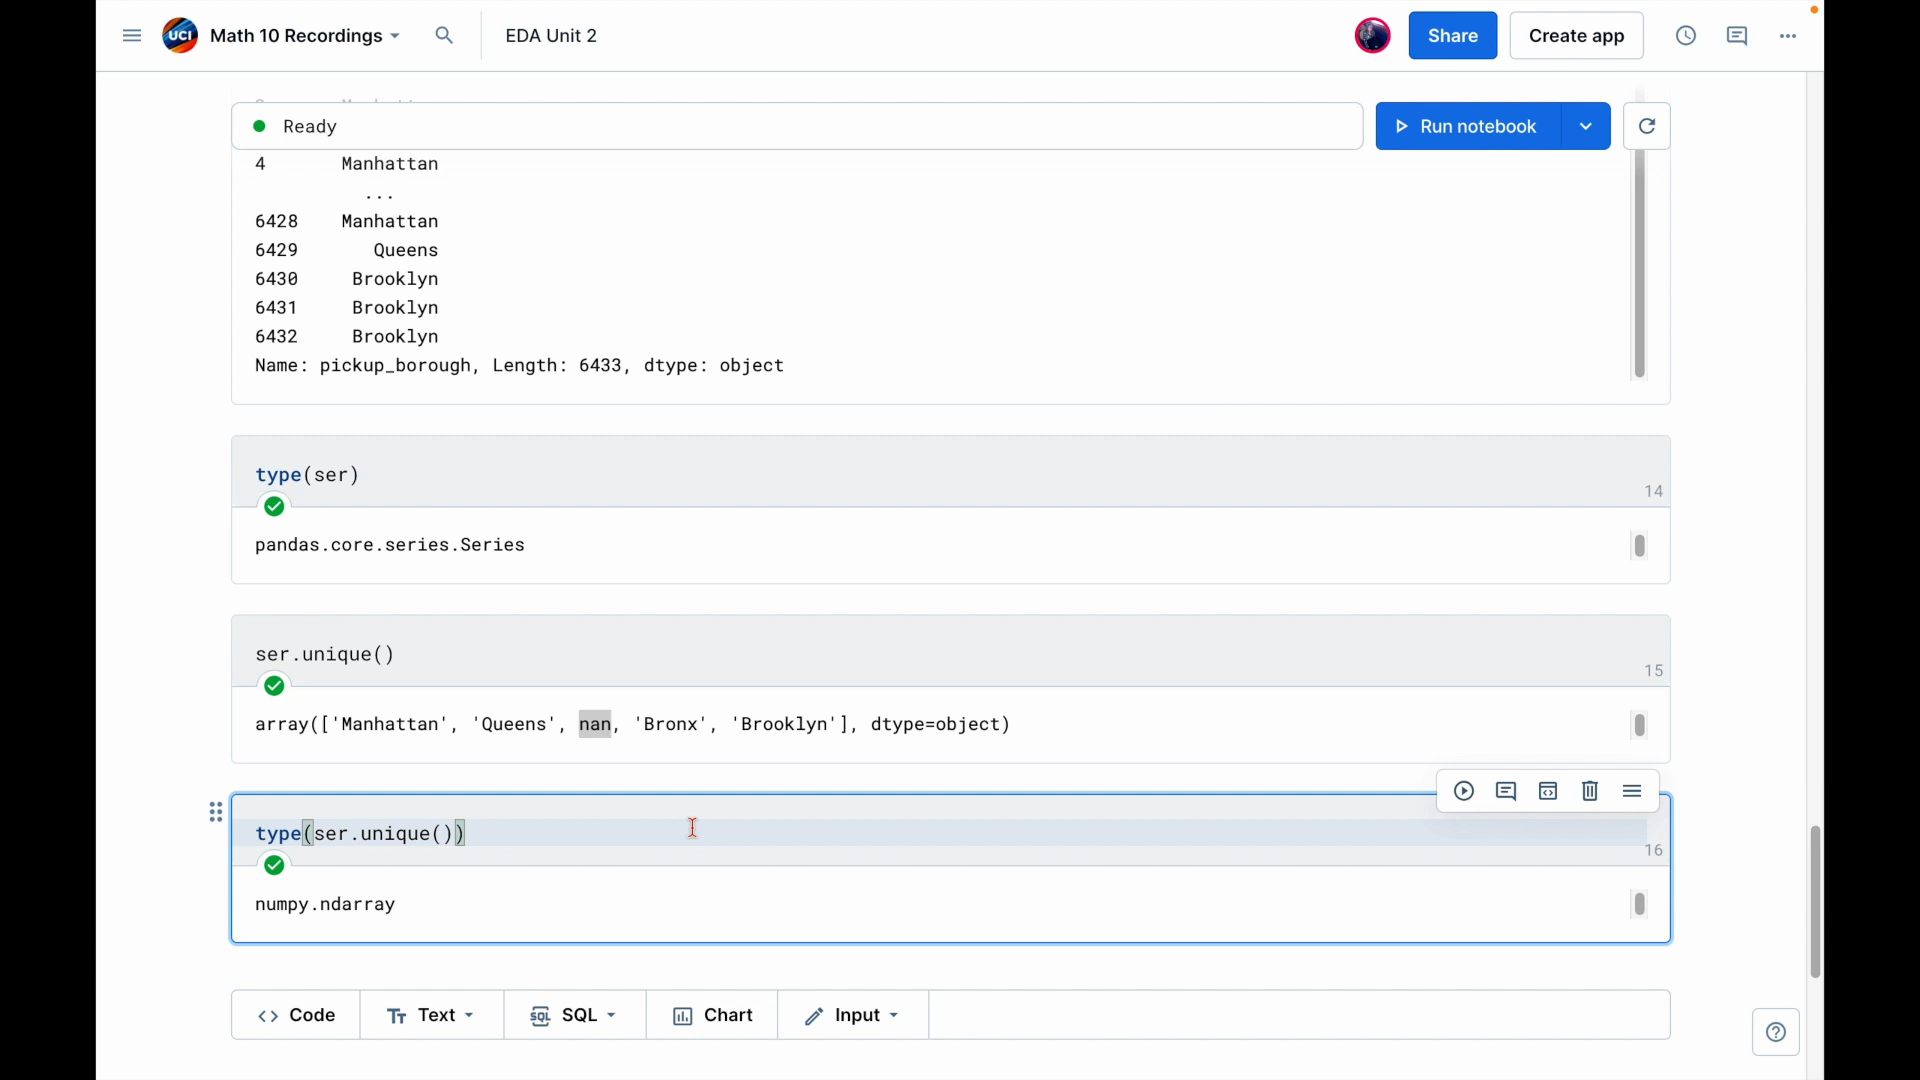 UCI Math 10 Recordings EDA Unit 2 Share Create app
Ready Run notebook
4 Manhattan
...
6428 Manhattan
6429 Queens
6430 Brooklyn
6431 Brooklyn
6432 Brooklyn
Name: pickup_borough, Length: 6433, dtype: object
type(ser)
14
pandas.core.series.Series
ser.unique()
15
array(['Manhattan', 'Queens', nan, 'Bronx', 'Brooklyn'], dtype=object)
type(ser.unique())
16
numpy.ndarray
<> Code Tт Text SQL SQL Chart Input